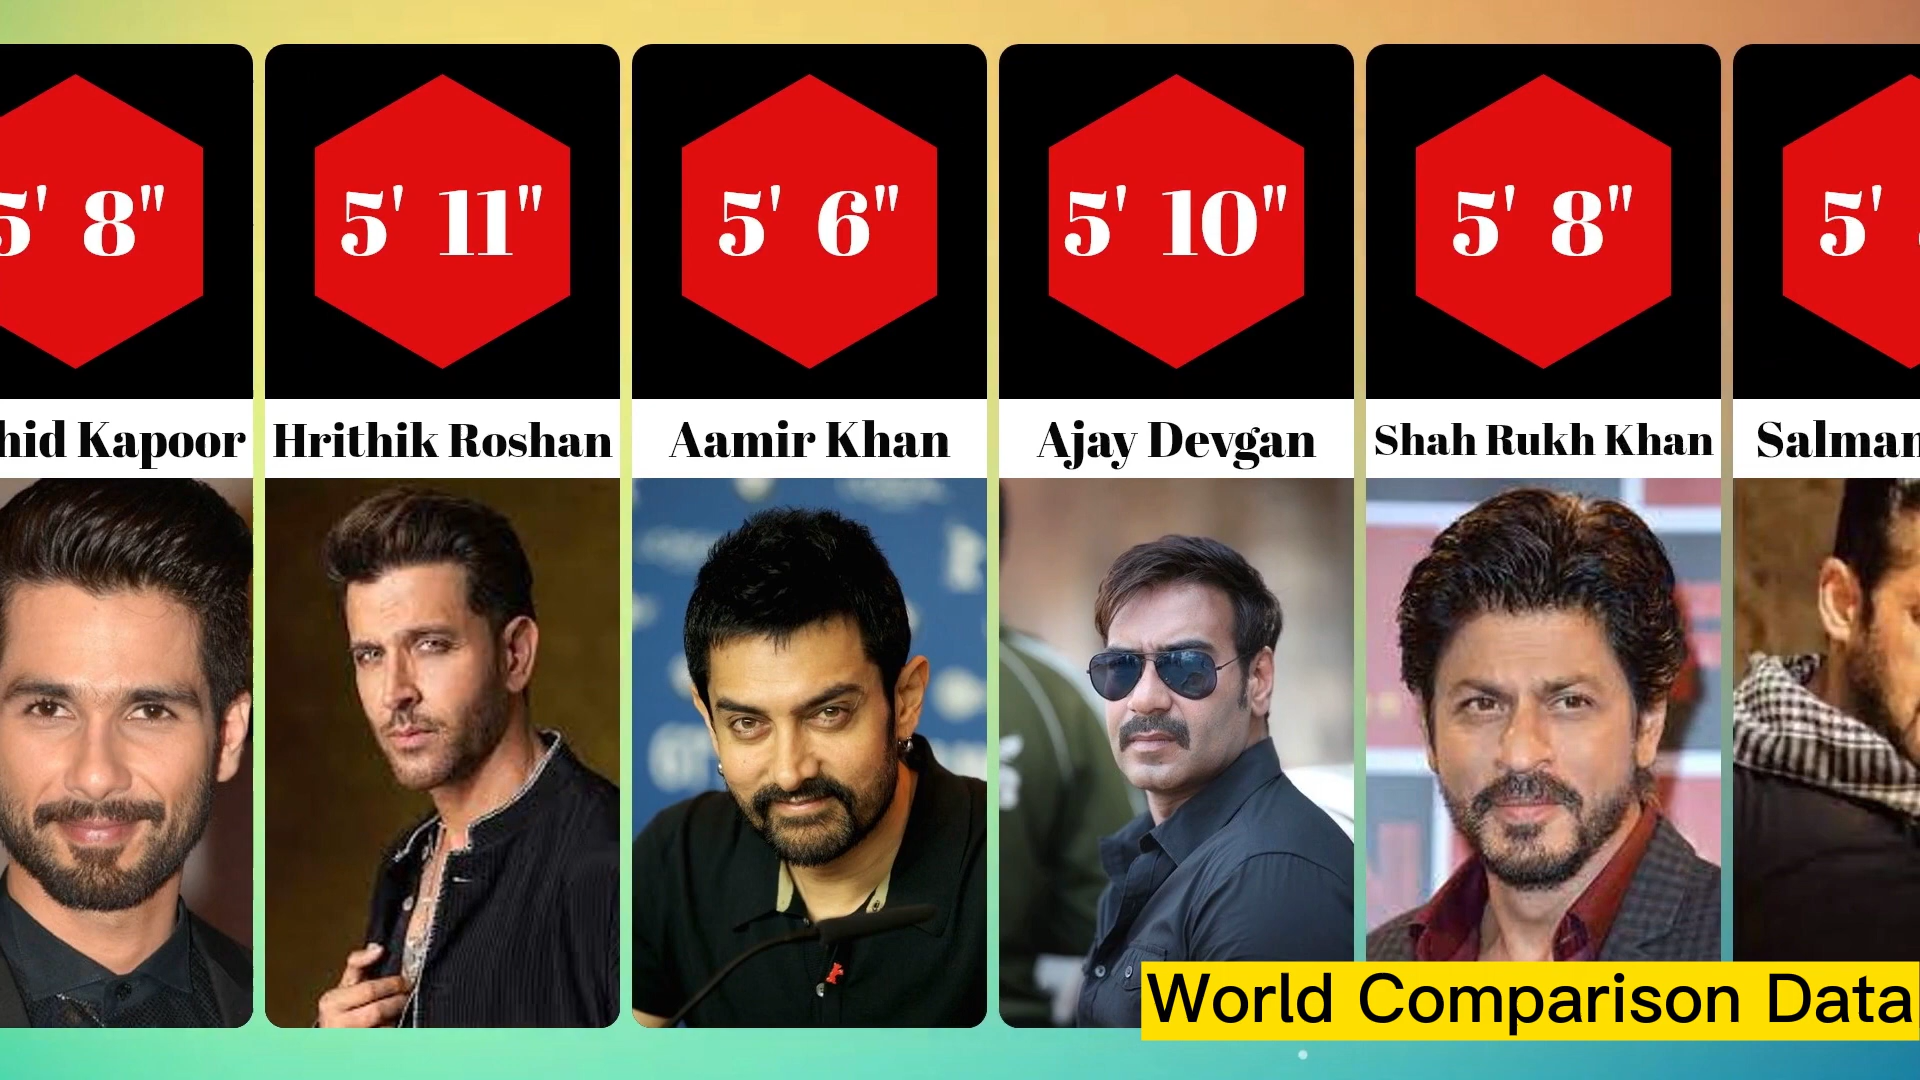 5' 8"
5' 11"
5' 6"
5' 10"
5' 8"
5'
hid Kapoor
Hrithik Roshan
Aamir Khan
Ajay Devgan
Shah Rukh Khan
Salman
World Comparison Data